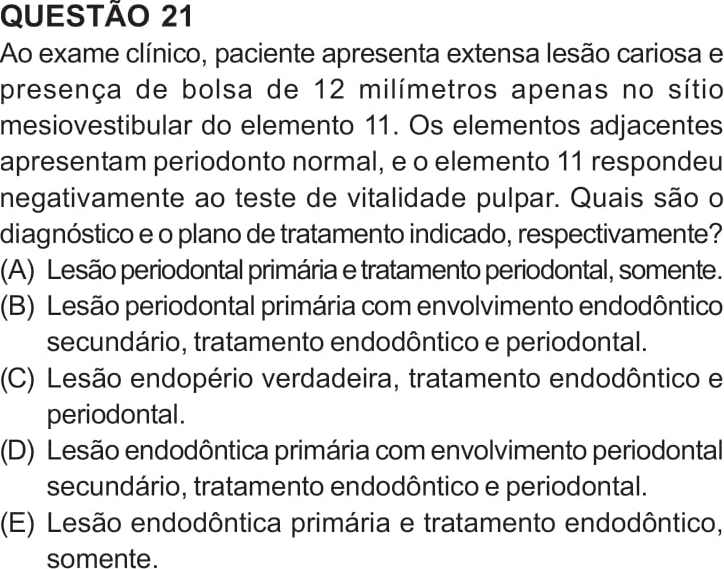 QUESTÃO 21
Ao exame clínico, paciente apresenta extensa lesão cariosa e
presença de bolsa de 12 milímetros apenas no sítio
mesiovestibular do elemento 11. Os elementos adjacentes
apresentam periodonto normal, e o elemento 11 respondeu
negativamente ao teste de vitalidade pulpar. Quais são o
diagnóstico e o plano de tratamento indicado, respectivamente?
(A) Lesão periodontal primária e tratamento periodontal, somente.
(B) Lesão periodontal primária com envolvimento endodôntico
secundário, tratamento endodôntico e periodontal.
(C) Lesão endopério verdadeira, tratamento endodôntico e
periodontal.
(D) Lesão endodôntica primária com envolvimento periodontal
secundário, tratamento endodôntico e periodontal.
(E) Lesão endodôntica primária e tratamento endodôntico,
somente.